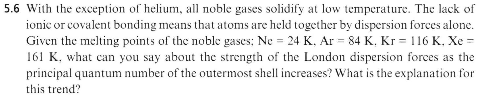 5.6 With the exception of helium, all noble gases solidify at low temperature. The lack of
ionic or covalent bonding means that atoms are held together by dispersion forces alone.
Given the melting points of the noble gases; Ne = 24 K, Ar = 84 K, Kr = 116 K, Xe =
161 K, what can you say about the strength of the London dispersion forces as the
principal quantum number of the outermost shell increases? What is the explanation for
this trend?